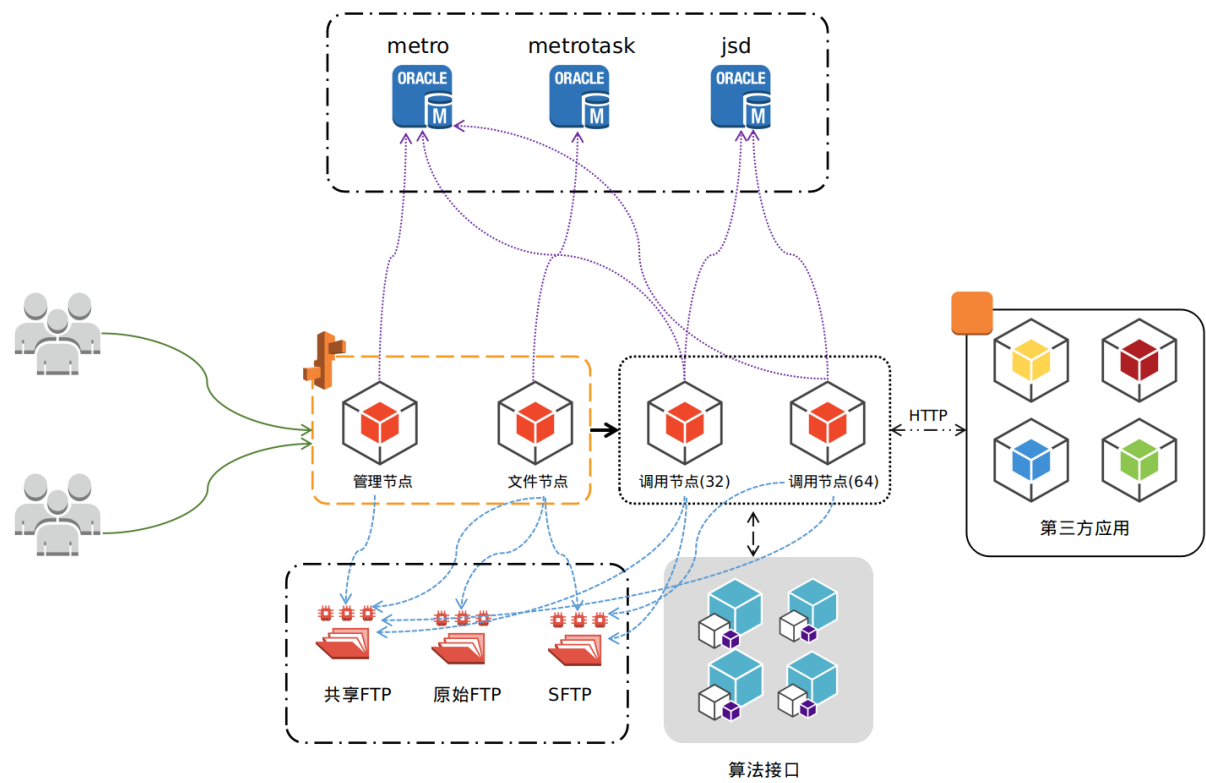 metro
metrotask
jsd
ORACLE
M
ORACLE
M
ORACLE
M
管理节点
文件节点
调用节点(32)
调用节点(64)
HTTP
第三方应用
共享FTP
原始FTP
SFTP
算法接口